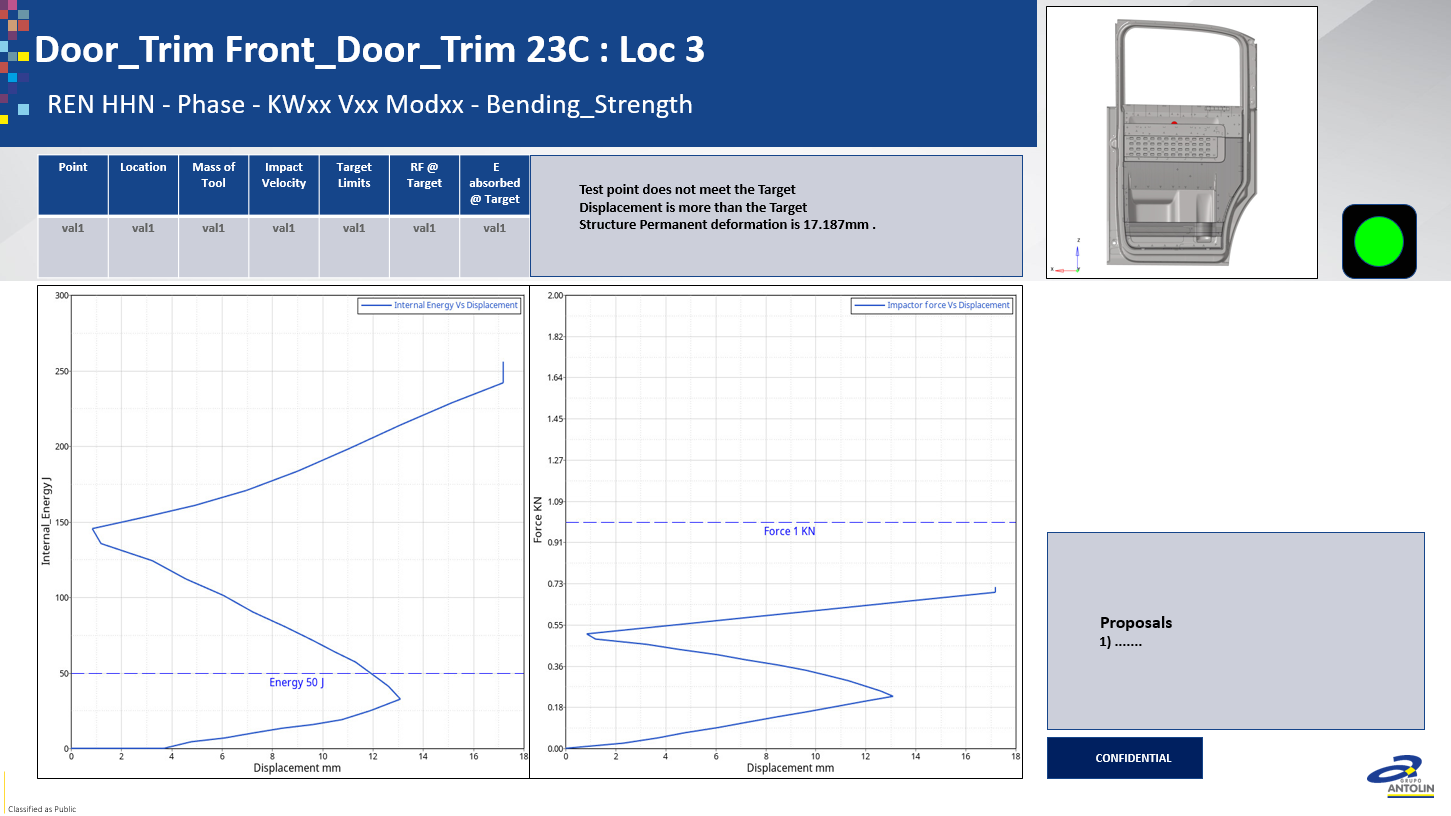 Door_Trim Front_Door_Trim 23C : Loc 3
REN HHN - Phase - KWxx Vxx Modxx - Bending_Strength
Point Location Mass of Tool Impact Velocity Target Limits RF @ Target E absorbed @ Target
val1 val1 val1 val1 val1 val1 val1
Test point does not meet the Target
Displacement is more than the Target
Structure Permanent deformation is 17.187mm .
Z
X
Y
Internal Energy Vs Displacement
300
250
200
150
100
50
0
Internal_Energy J
Energy 50 J
0 2 4 6 8 10 12 14 16 18
Displacement mm
Impactor force Vs Displacement
2.00
1.82
1.64
1.45
1.27
1.09
0.91
0.73
0.55
0.36
0.18
0.00
Force KN
Force 1 KN
0 2 4 6 8 10 12 14 16 18
Displacement mm
Proposals
1) .......
CONFIDENTIAL
GRUPO
ANTOLIN
Classified as Public